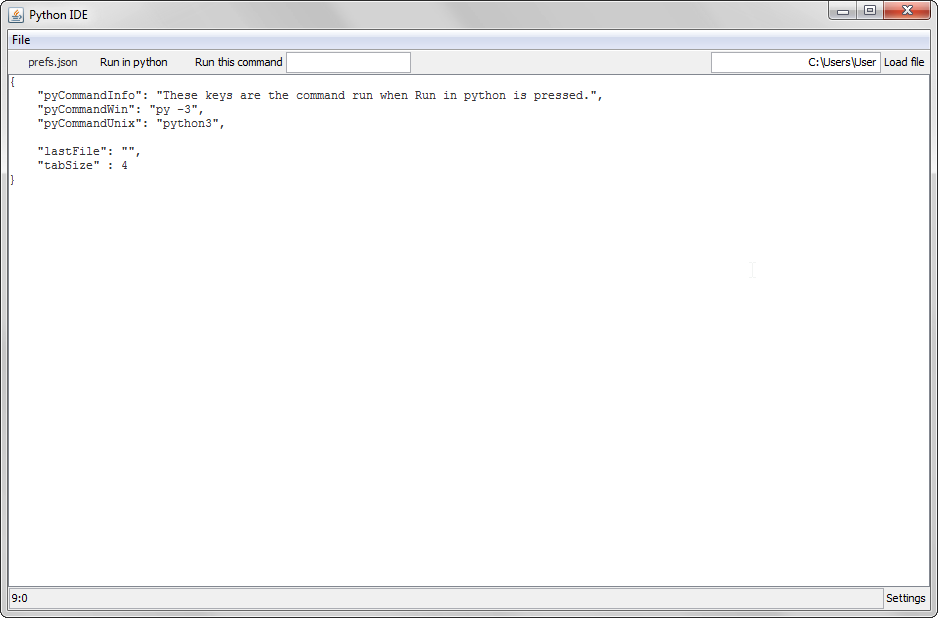 Python IDE
File
prefs.json Run in python Run this command C:\Users\User Load file
{
    "pyCommandInfo": "These keys are the command run when Run in python is pressed.",
    "pyCommandWin": "py -3",
    "pyCommandUnix": "python3",

    "lastFile": "",
    "tabSize" : 4
}
9:0 Settings